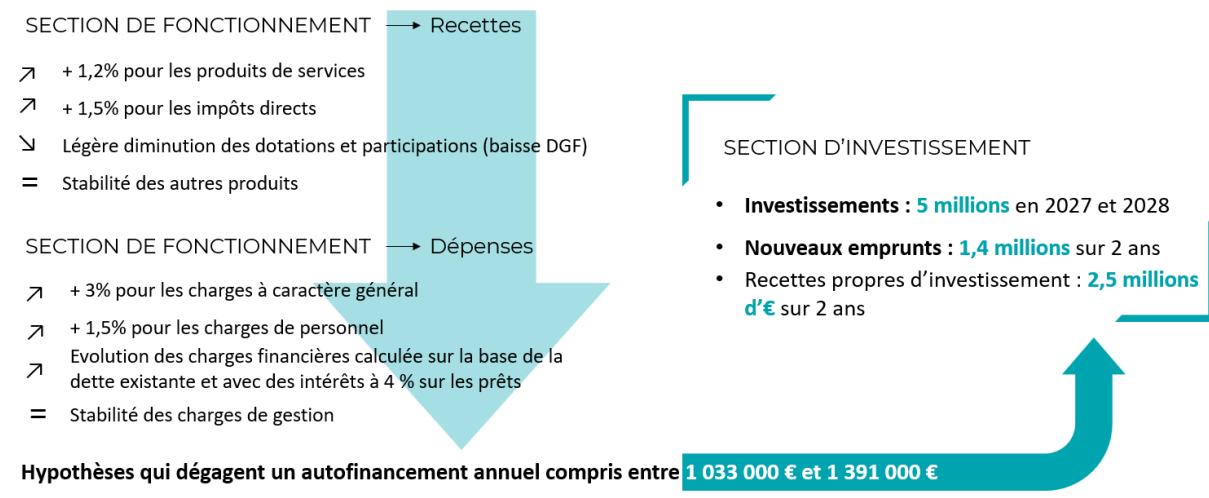 SECTION DE FONCTIONNEMENT → Recettes
↗ + 1,2% pour les produits de services
↗ + 1,5% pour les impôts directs
↘ Légère diminution des dotations et participations (baisse DGF)
= Stabilité des autres produits
SECTION DE FONCTIONNEMENT → Dépenses
↗ + 3% pour les charges à caractère général
↗ + 1,5% pour les charges de personnel
↗ Evolution des charges financières calculée sur la base de la
dette existante et avec des intérêts à 4 % sur les prêts
= Stabilité des charges de gestion
SECTION D’INVESTISSEMENT
• Investissements : 5 millions en 2027 et 2028
• Nouveaux emprunts : 1,4 millions sur 2 ans
• Recettes propres d’investissement : 2,5 millions
d’€ sur 2 ans
Hypothèses qui dégagent un autofinancement annuel compris entre 1 033 000 € et 1 391 000 €